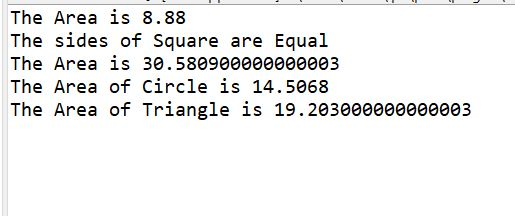 The Area is 8.88
The sides of Square are Equal
The Area is 30.580900000000003
The Area of Circle is 14.5068
The Area of Triangle is 19.203000000000003